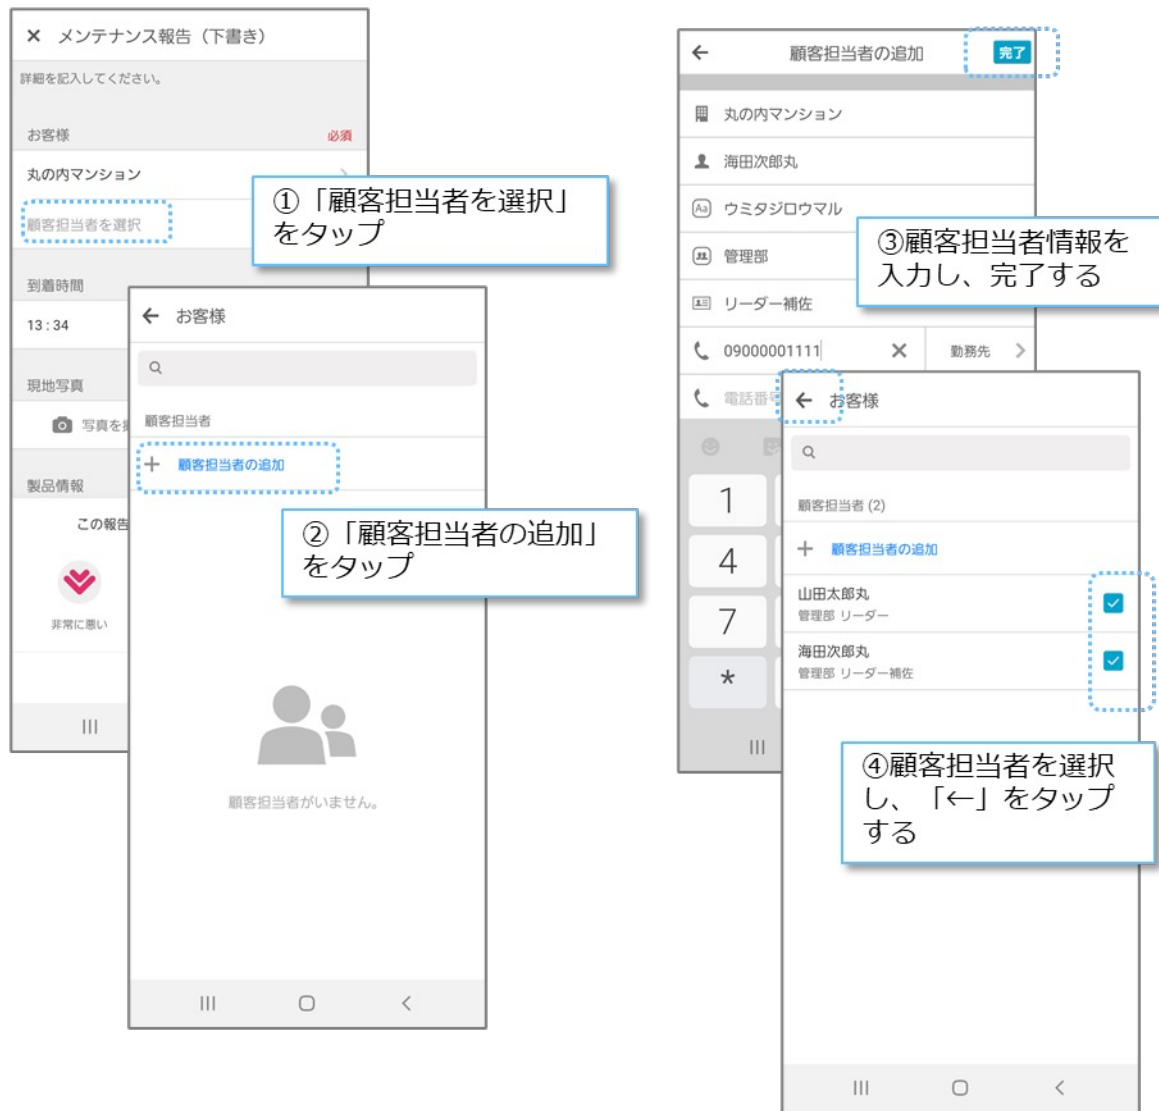 × メンテナンス報告（下書き）
詳細を記入してください。
お客様 必須
丸の内マンション
顧客担当者を選択
到着時間
13 : 34
現地写真
写真を
製品情報
この報告
非常に悪い
①「顧客担当者を選択」
をタップ
← お客様
顧客担当者
+ 顧客担当者の追加
②「顧客担当者の追加」
をタップ
顧客担当者がいません。
← 顧客担当者の追加 完了
丸の内マンション
海田次郎丸
Aa ウミタジロウマル
管理部
リーダー補佐
09000001111 × 勤務先 >
電話番
1
4
7
*
③顧客担当者情報を
入力し、完了する
← お客様
顧客担当者 (2)
+ 顧客担当者の追加
山田太郎丸
管理部 リーダー
海田次郎丸
管理部 リーダー補佐
④顧客担当者を選択
し、「←」をタップ
する